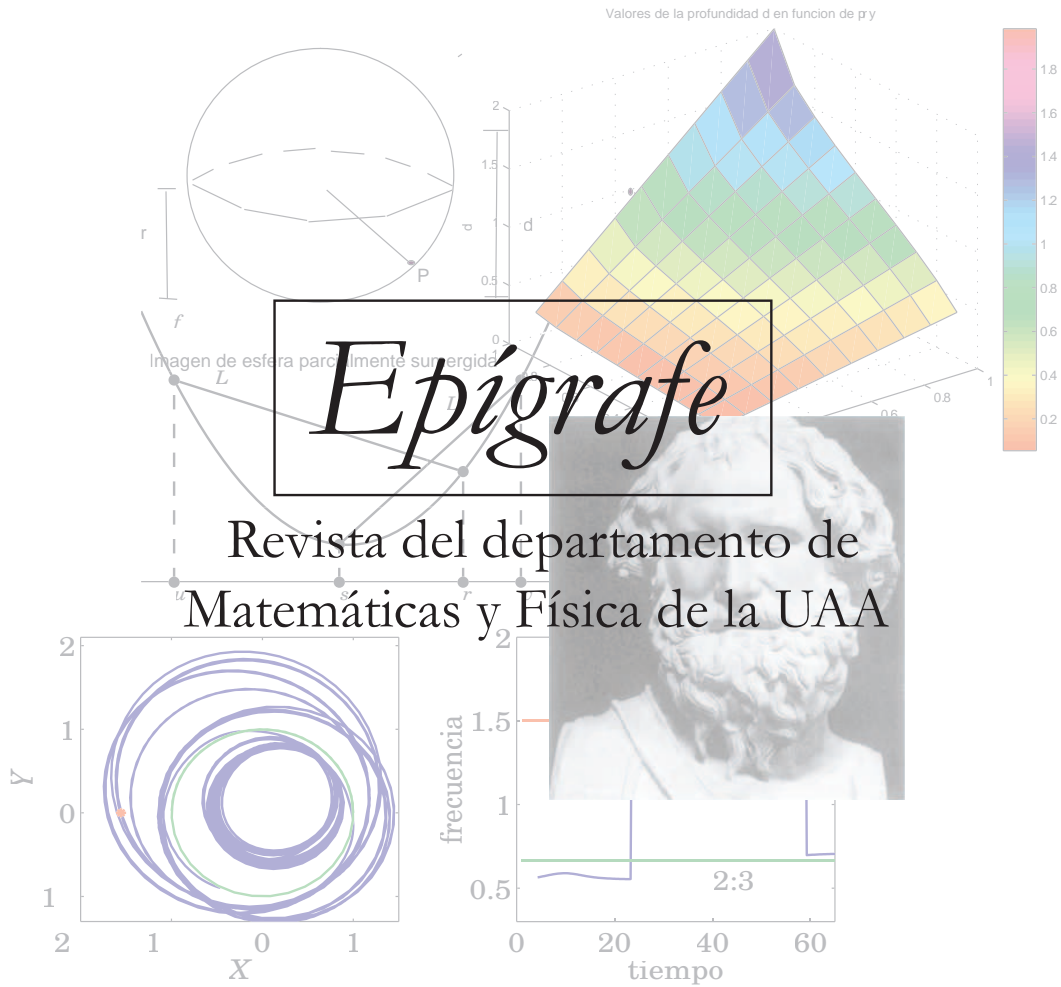 Valores de la profundidad d en funcion de p y
1.8
1.6
1.4
1.2
1
0.8
0.6
0.4
0.2
2
1.5
1
0.5
0
d
d
r
P
f
1
0.8
0.6
Imagen de esfera parcialmente sumergida
L
L
Epígrafe
Revista del departamento de
Matemáticas y Física de la UAA
u
s
r
2
1
0
1
Y
2
1
0
1
X
2
1.5
1
0.5
frecuencia
2:3
0
20
40
60
tiempo